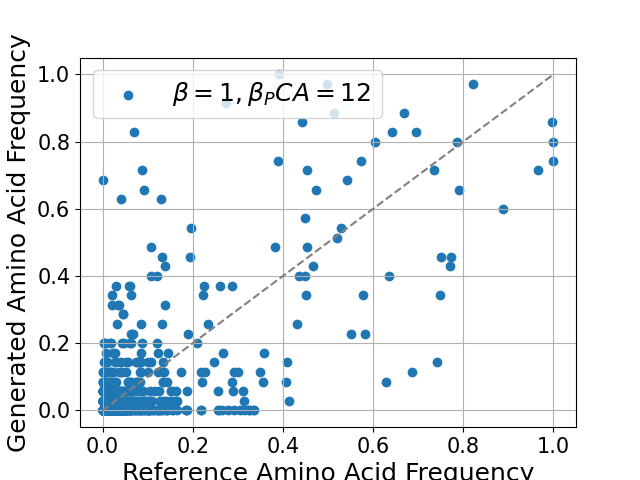 Generated Amino Acid Frequency
1.0
0.8
0.6
0.4
0.2
0.0
β = 1, β_PCA = 12
0.0 0.2 0.4 0.6 0.8 1.0
Reference Amino Acid Frequency